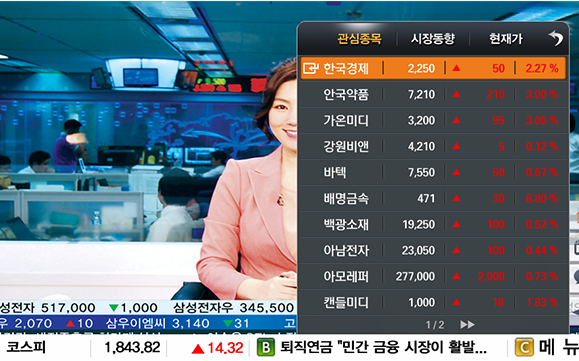 관심종목 시장동향 현재가
한국경제 2,250 ▲ 50 2.27 %
안국약품 7,210 ▲ 210 3.00 %
가온미디 3,200 ▲ 95 3.06 %
강원비앤 4,210 ▲ 5 0.12 %
바텍 7,550 ▲ 50 0.67 %
배명금속 471 ▲ 30 6.80 %
백광소재 19,250 ▲ 100 0.52 %
아남전자 23,050 ▲ 100 0.44 %
아모레퍼 277,000 ▲ 2,000 0.73 %
캔들미디 1,000 ▲ 18 1.83 %
1/2 ▶▶
성전자 517,000 ▼1,000 삼성전자우 345,500
우 2,070 ▲10 삼우이엠씨 3,140 ▼31 고
코스피 1,843.82 ▲14.32 B 퇴직연금 "민간 금융 시장이 활발... C 메 뉴